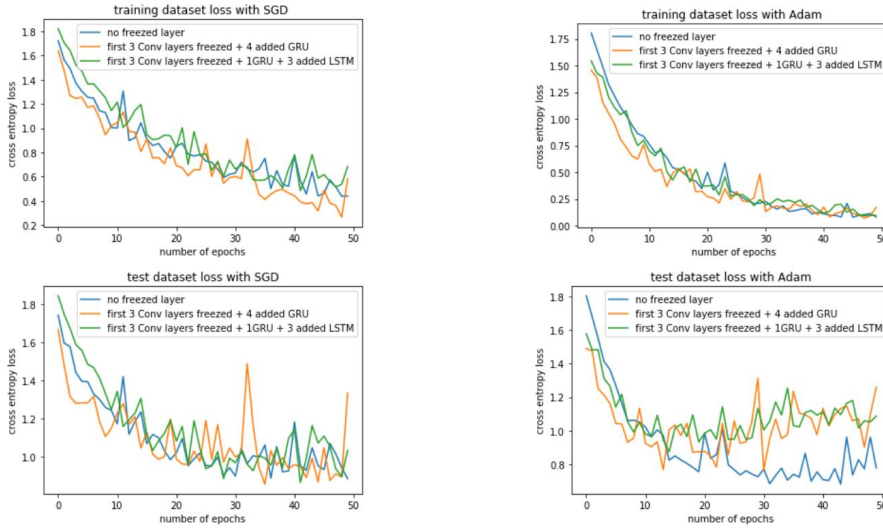 training dataset loss with SGD
no freezed layer
first 3 Conv layers freezed + 4 added GRU
first 3 Conv layers freezed + 1GRU + 3 added LSTM
cross entropy loss
1.8
1.6
1.4
1.2
1.0
0.8
0.6
0.4
0.2
0 10 20 30 40 50
number of epochs
training dataset loss with Adam
no freezed layer
first 3 Conv layers freezed + 4 added GRU
first 3 Conv layers freezed + 1GRU + 3 added LSTM
cross entropy loss
1.75
1.50
1.25
1.00
0.75
0.50
0.25
0.00
0 10 20 30 40 50
number of epochs
test dataset loss with SGD
no freezed layer
first 3 Conv layers freezed + 4 added GRU
first 3 Conv layers freezed + 1GRU + 3 added LSTM
cross entropy loss
1.8
1.6
1.4
1.2
1.0
0 10 20 30 40 50
number of epochs
test dataset loss with Adam
no freezed layer
first 3 Conv layers freezed + 4 added GRU
first 3 Conv layers freezed + 1GRU + 3 added LSTM
cross entropy loss
1.8
1.6
1.4
1.2
1.0
0.8
0 10 20 30 40 50
number of epochs